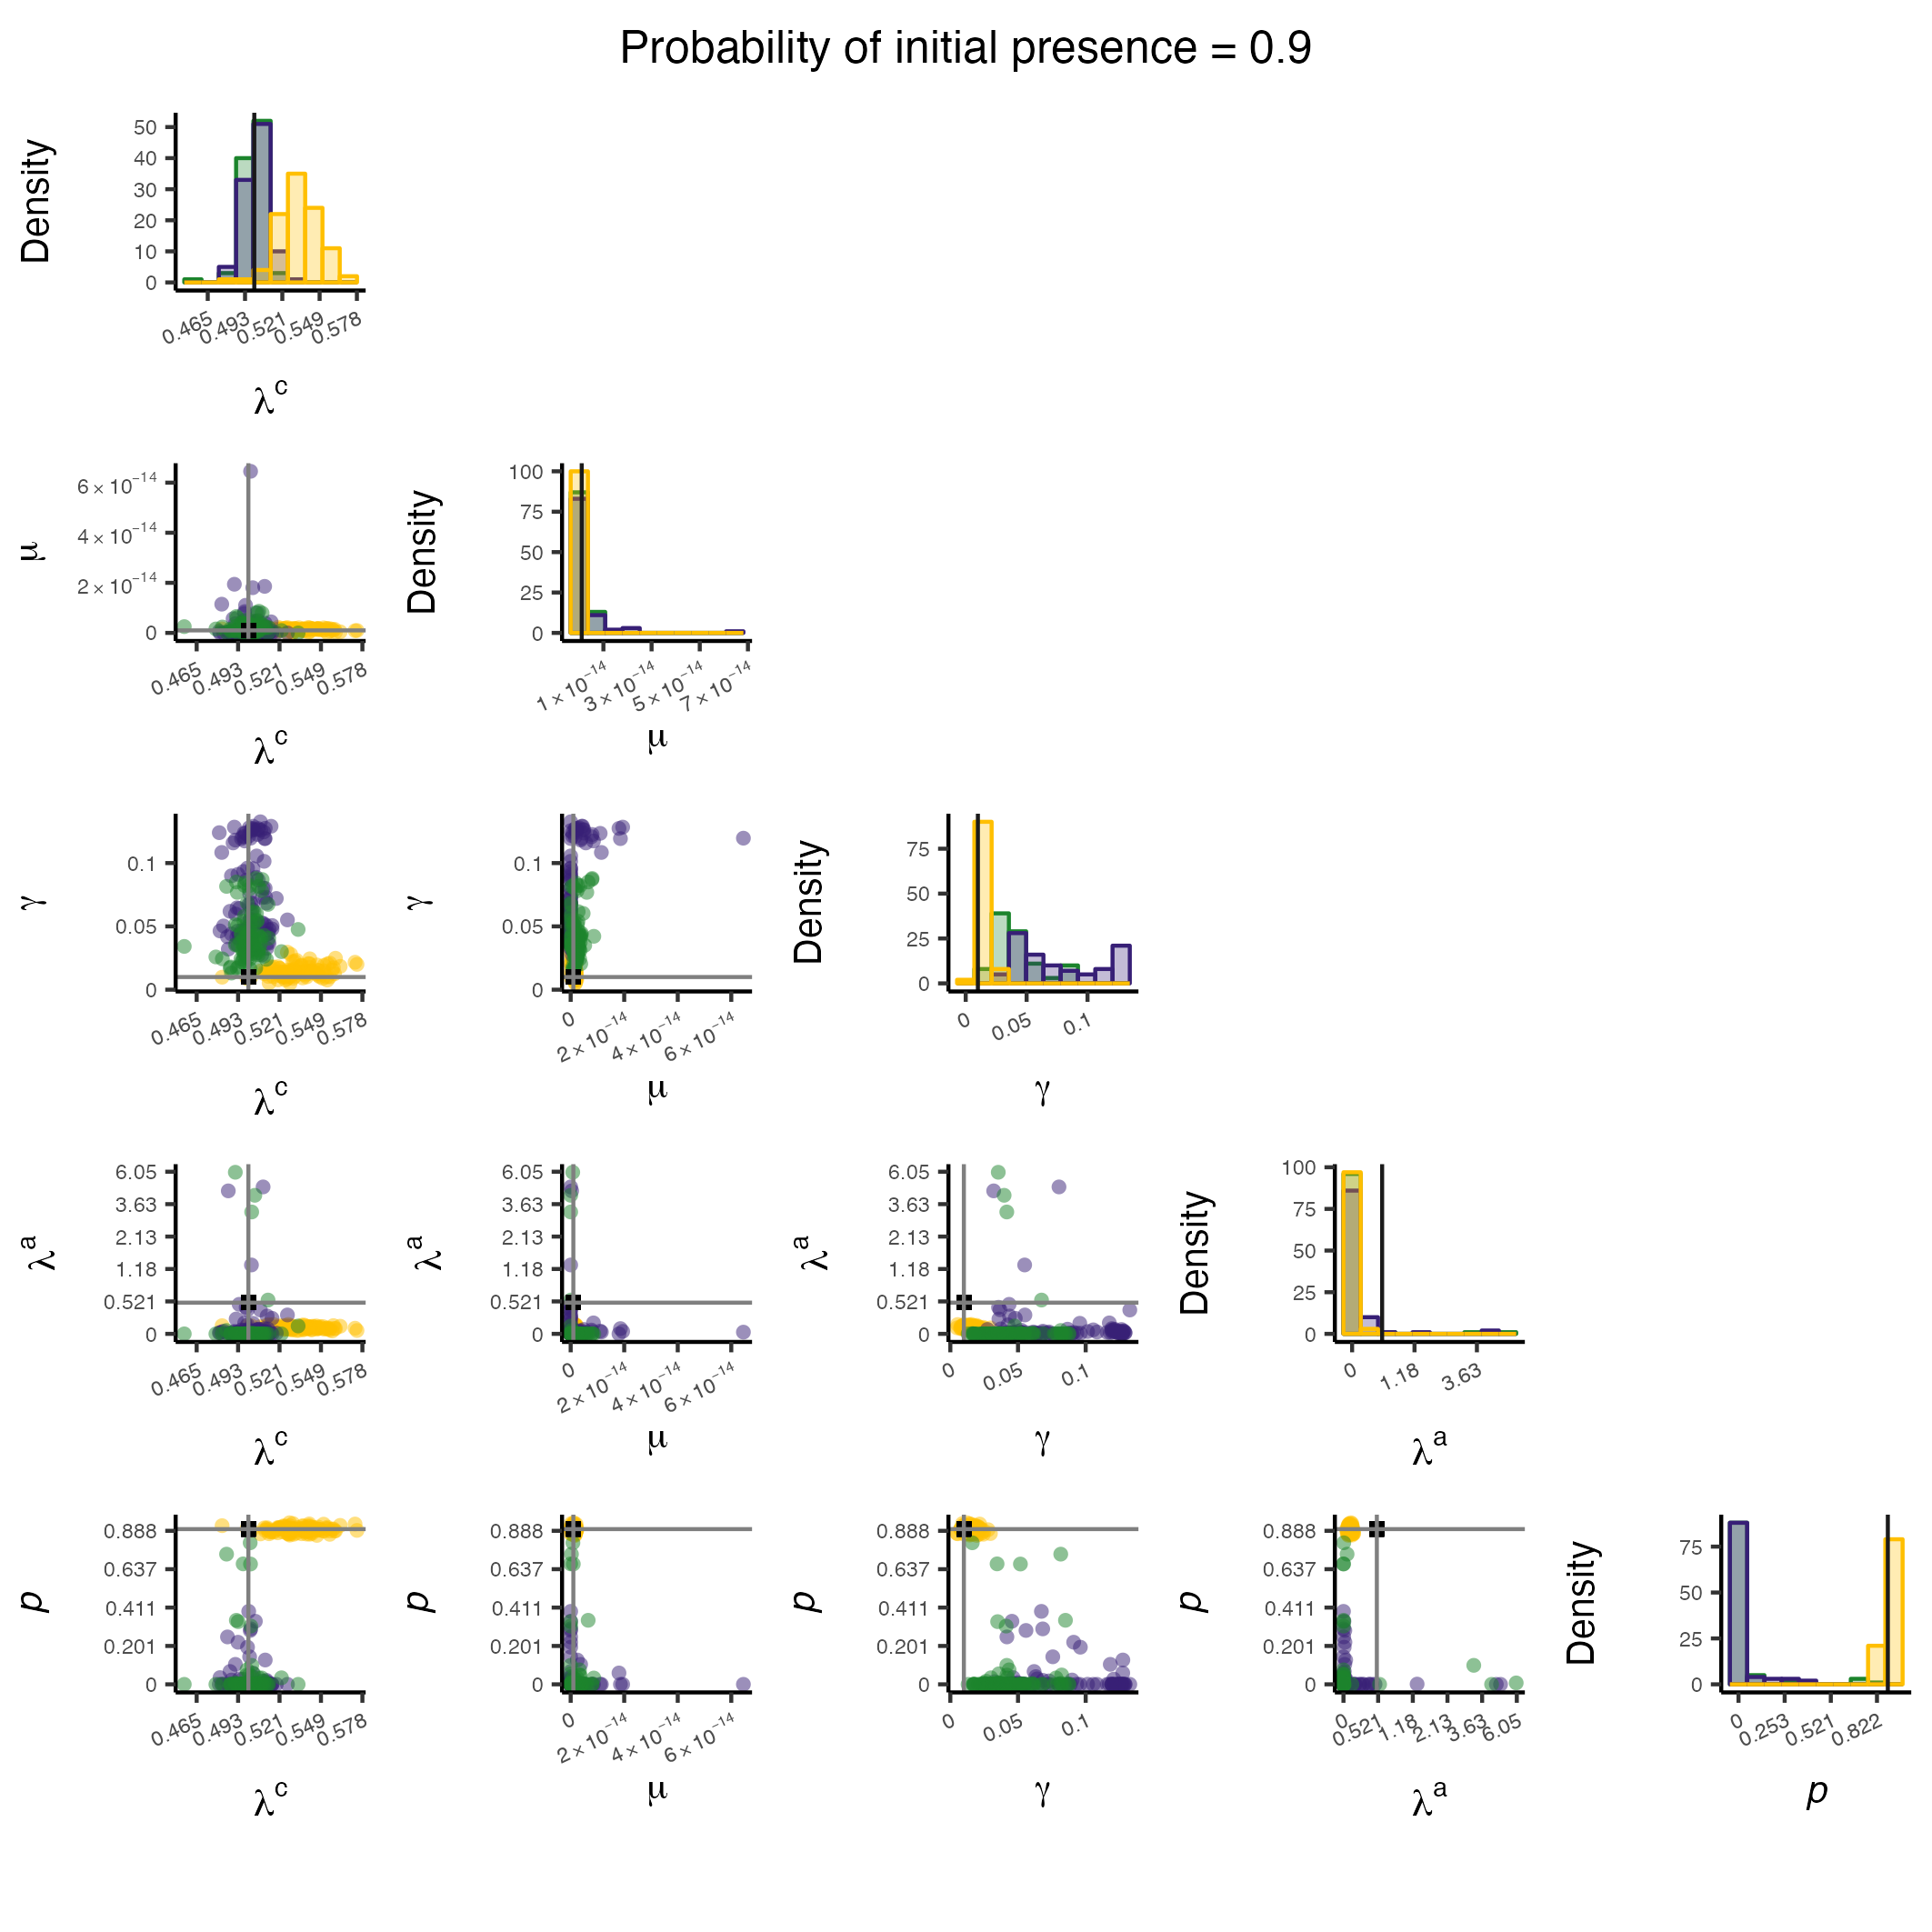 Probability of initial presence = 0.9
Density
50
40
30
20
10
0
0.465
0.493
0.521
0.549
0.578
λc
μ
6 × 10−14
4 × 10−14
2 × 10−14
0
0.465
0.493
0.521
0.549
0.578
λc
Density
100
75
50
25
0
1 × 10−14
3 × 10−14
5 × 10−14
7 × 10−14
μ
γ
0.1
0.05
0
0.465
0.493
0.521
0.549
0.578
λc
γ
0.1
0.05
0
0
2 × 10−14
4 × 10−14
6 × 10−14
μ
Density
75
50
25
0
0
0.05
0.1
γ
λa
6.05
3.63
2.13
1.18
0.521
0
0.465
0.493
0.521
0.549
0.578
λc
λa
6.05
3.63
2.13
1.18
0.521
0
0
2 × 10−14
4 × 10−14
6 × 10−14
μ
λa
6.05
3.63
2.13
1.18
0.521
0
0
0.05
0.1
γ
Density
100
75
50
25
0
0
1.18
3.63
λa
p
0.888
0.637
0.411
0.201
0
0.465
0.493
0.521
0.549
0.578
λc
p
0.888
0.637
0.411
0.201
0
0
2 × 10−14
4 × 10−14
6 × 10−14
μ
p
0.888
0.637
0.411
0.201
0
0
0.05
0.1
γ
p
0.888
0.637
0.411
0.201
0
0
0.521
1.18
2.13
3.63
6.05
λa
Density
75
50
25
0
0
0.253
0.521
0.822
p